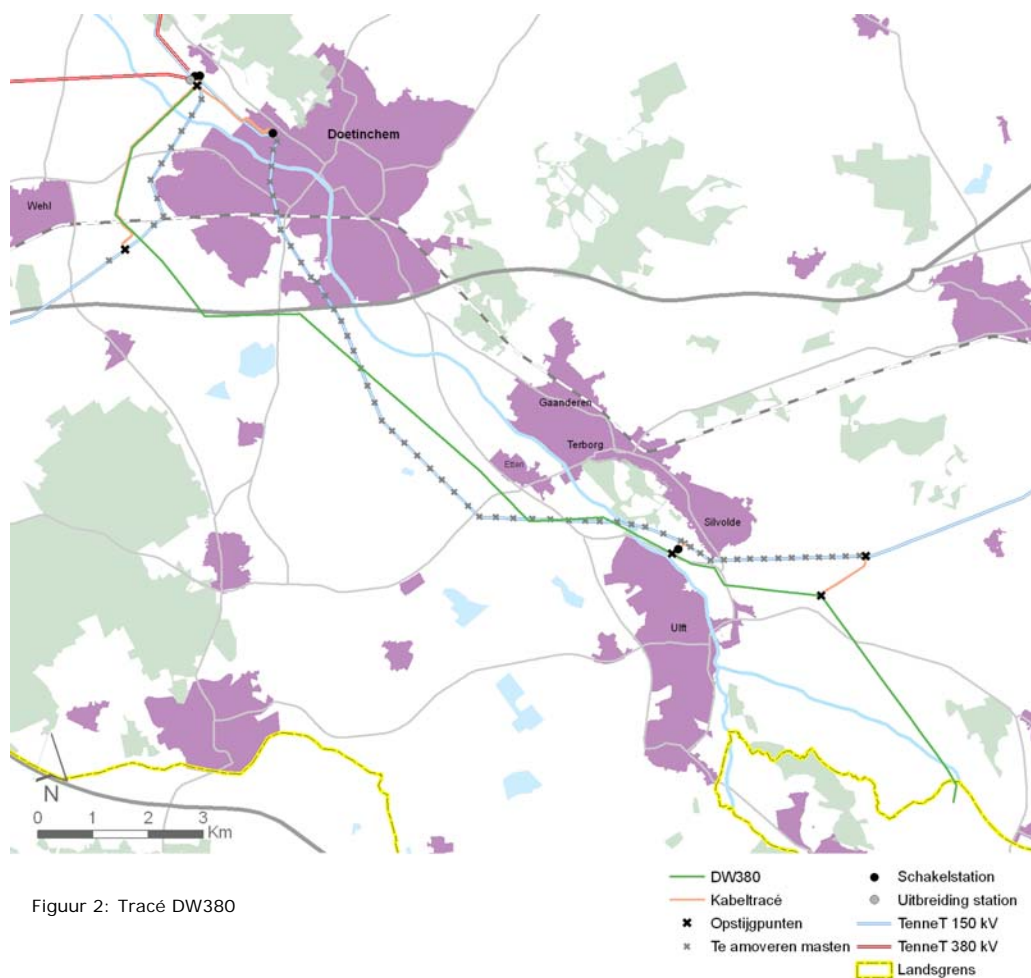 Doetinchem
Wehl
Gaanderen
Terborg
Etten
Silvolde
Ulft
N
0 1 2 3
Km
DW380
Kabeltracé
Opstijgpunten
Te amoveren masten
Schakelstation
Uitbreiding station
TenneT 150 kV
TenneT 380 kV
Landsgrens
Figuur 2: Tracé DW380